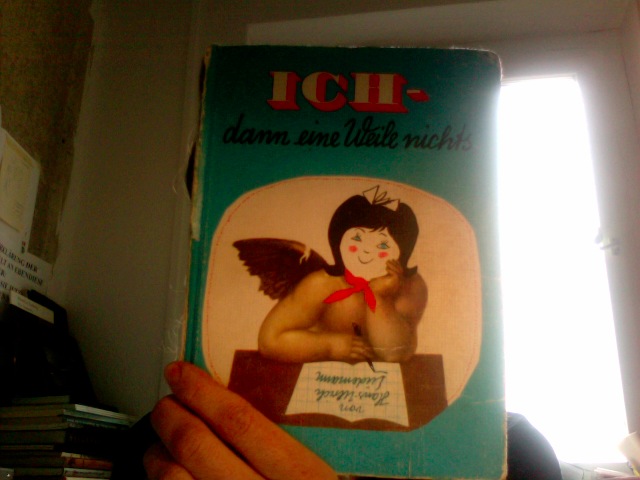 ICH-
dann eine Weile nichts
von
Hans Ulrich
Lüdemann